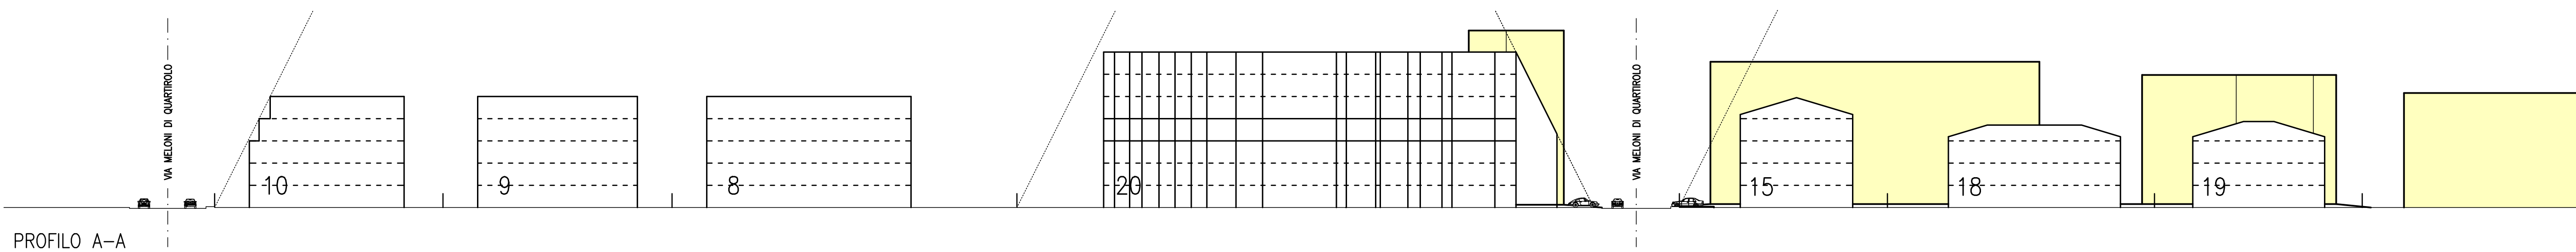 VIA MELONI DI QUARTIROLO
10
9
8
20
VIA MELONI DI QUARTIROLO
15
18
19
PROFILO A-A